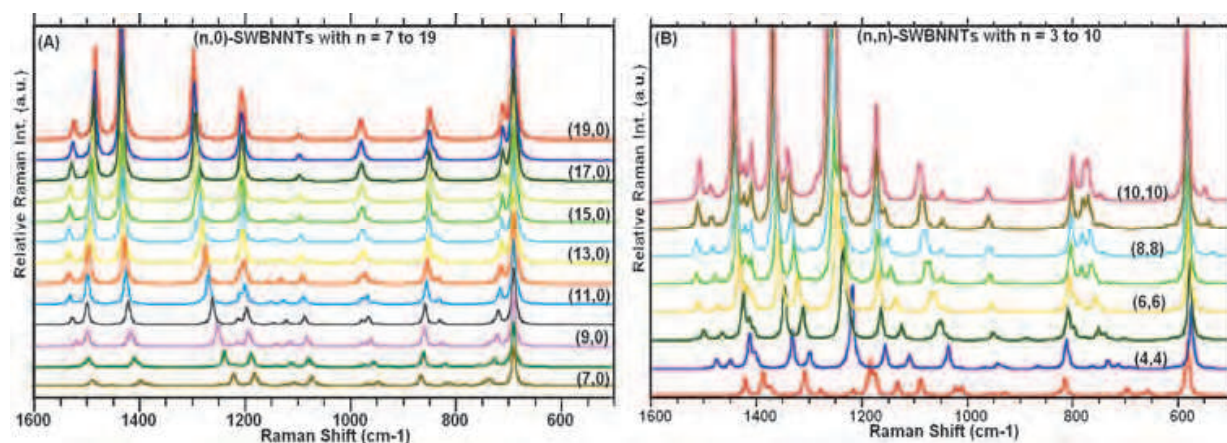 (A)
(n,0)-SWBNNTs with n = 7 to 19
Relative Raman Int. (a.u.)
(19,0)
(17,0)
(15,0)
(13,0)
(11,0)
(9,0)
(7,0)
1600 1400 1200 1000 800 600
Raman Shift (cm-1)
(B)
(n,n)-SWBNNTs with n = 3 to 10
Relative Raman Int. (a.u.)
(10,10)
(8,8)
(6,6)
(4,4)
1600 1400 1200 1000 800 600
Raman Shift (cm-1)